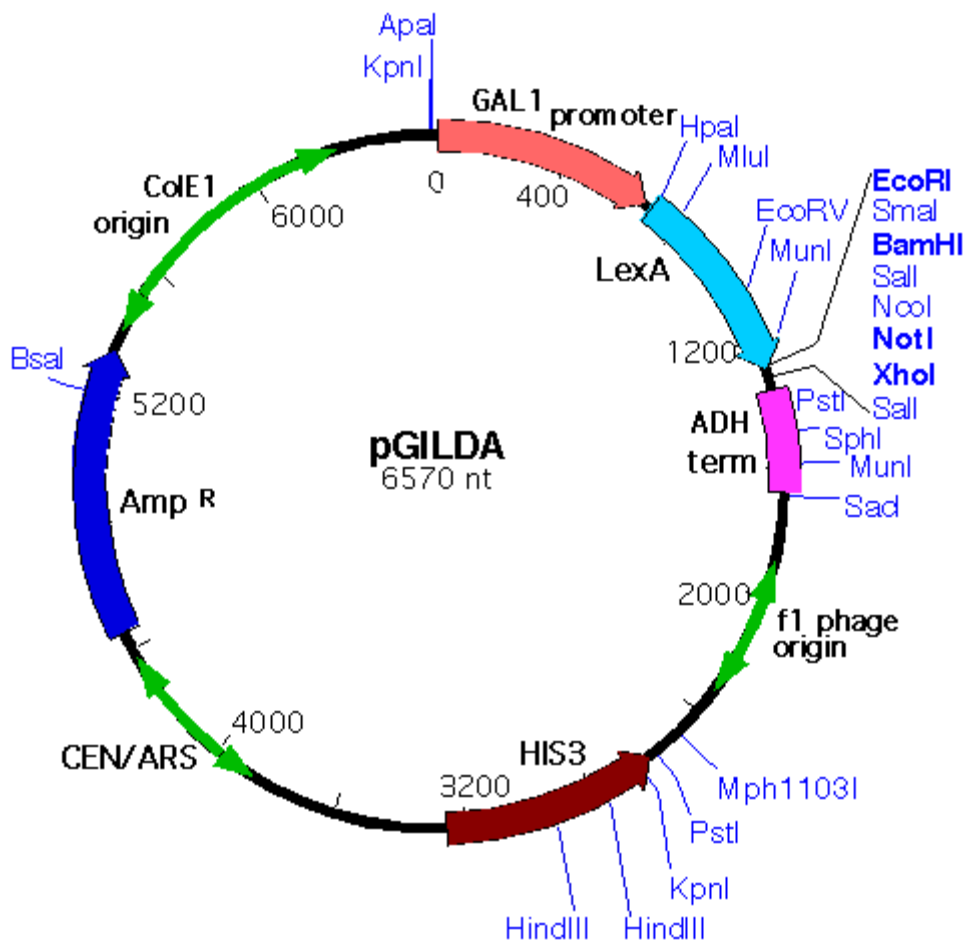 ApaI
KpnI
GAL1
promoter
HpaI
MluI
0
400
EcoRV
MunI
LexA
EcoRI
SmaI
BamHI
SalI
NcoI
NotI
XhoI
SalI
1200
PstI
SphI
MunI
SacI
ADH
term
2000
f1 phage
origin
Mph1103I
PstI
KpnI
HindIII
HindIII
HIS3
3200
4000
CEN/ARS
Amp R
5200
BsaI
ColE1
origin
6000
pGILDA
6570 nt